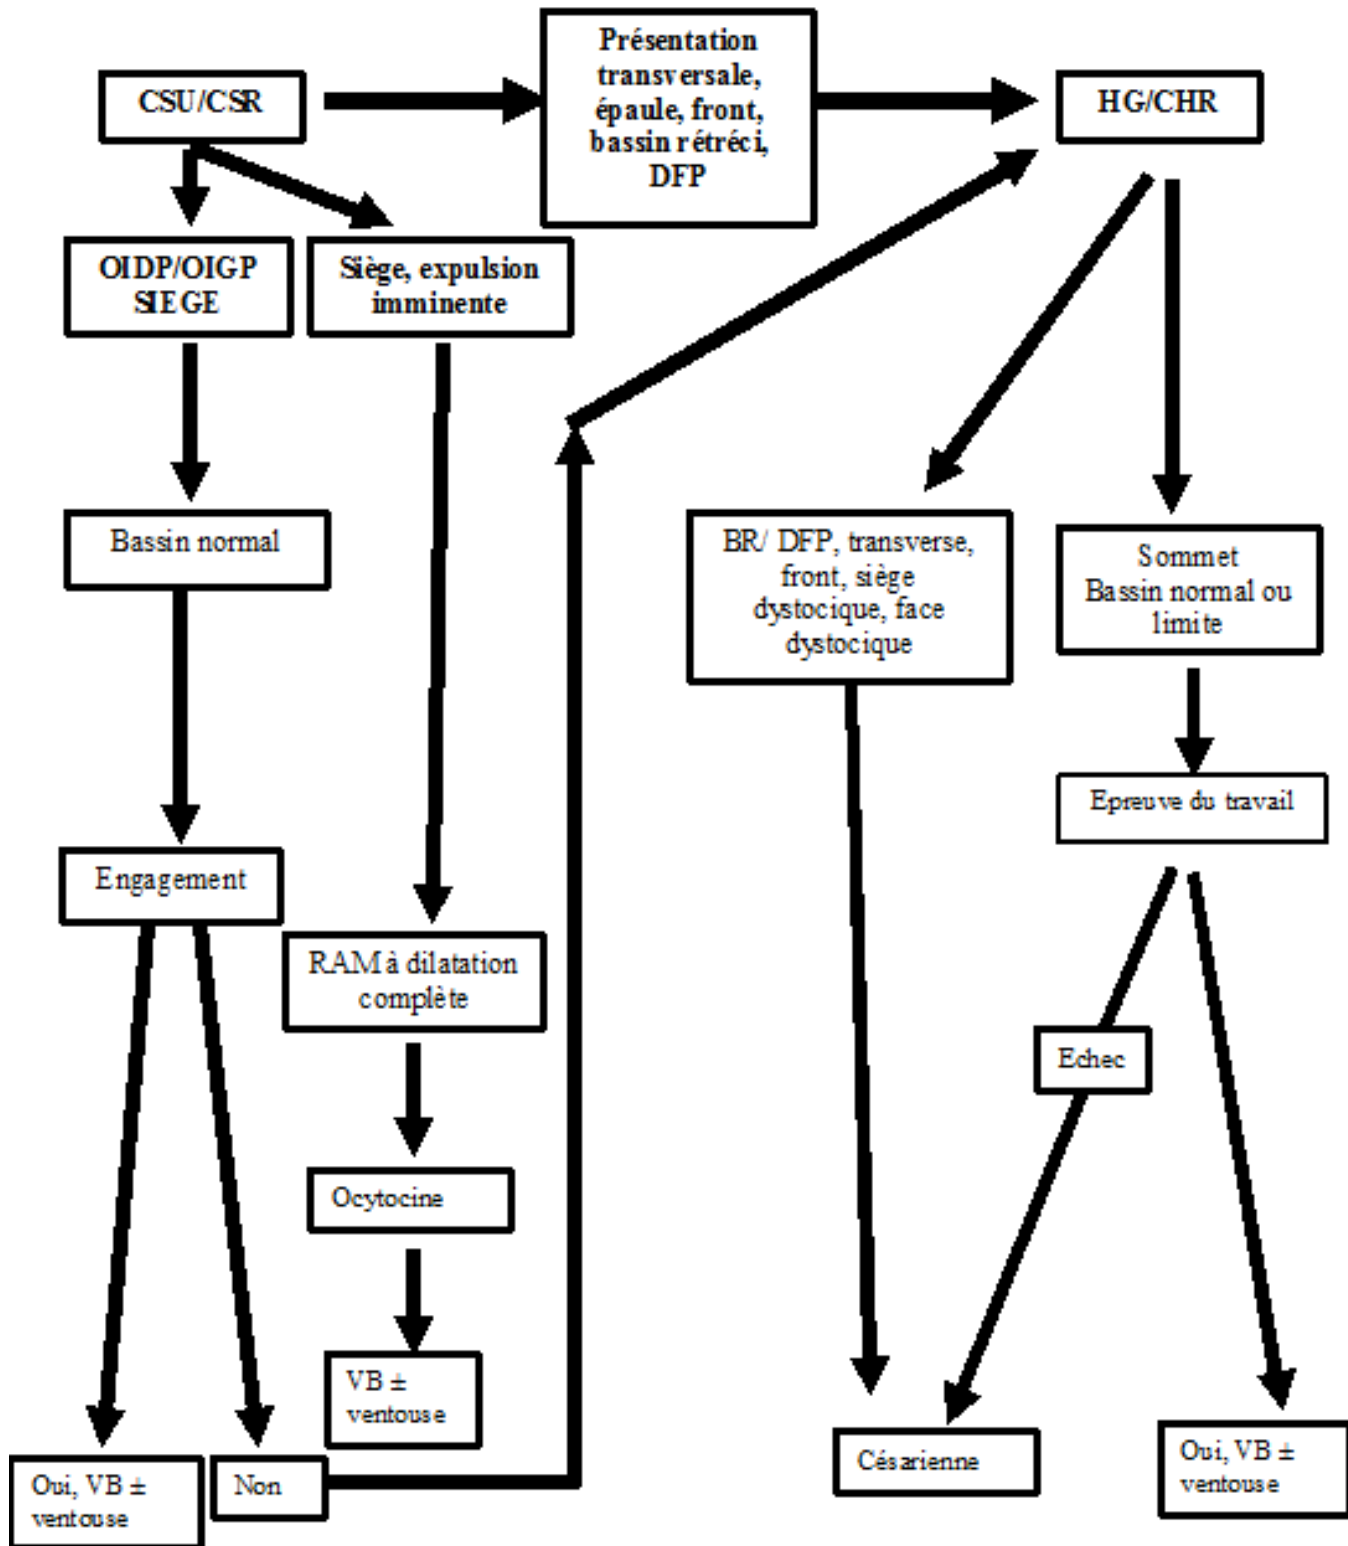 Présentation
transversale,
épaule, front,
bassin rétréci,
DFP
CSU/CSR
HG/CHR
OIDP/OIGP
SIEGE
Siège, expulsion
imminente
Bassin normal
BR/ DFP, transverse,
front, siège
dystocique, face
dystocique
Sommet
Bassin normal ou
limite
Epreuve du travail
Engagement
RAM à dilatation
complète
Echec
Ocytocine
VB ±
ventouse
Oui, VB ±
ventouse
Non
Césarienne
Oui, VB ±
ventouse